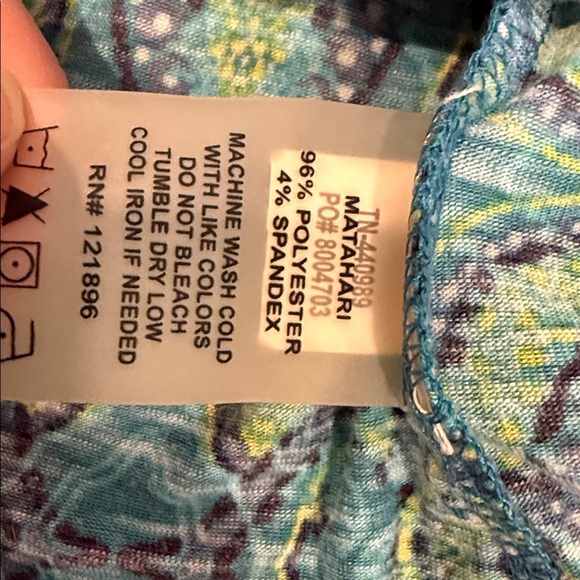 TN-440989
MATAHARI
PO# 8004703
96% POLYESTER
4% SPANDEX
MACHINE WASH COLD
WITH LIKE COLORS
DO NOT BLEACH
TUMBLE DRY LOW
COOL IRON IF NEEDED
RN# 121896